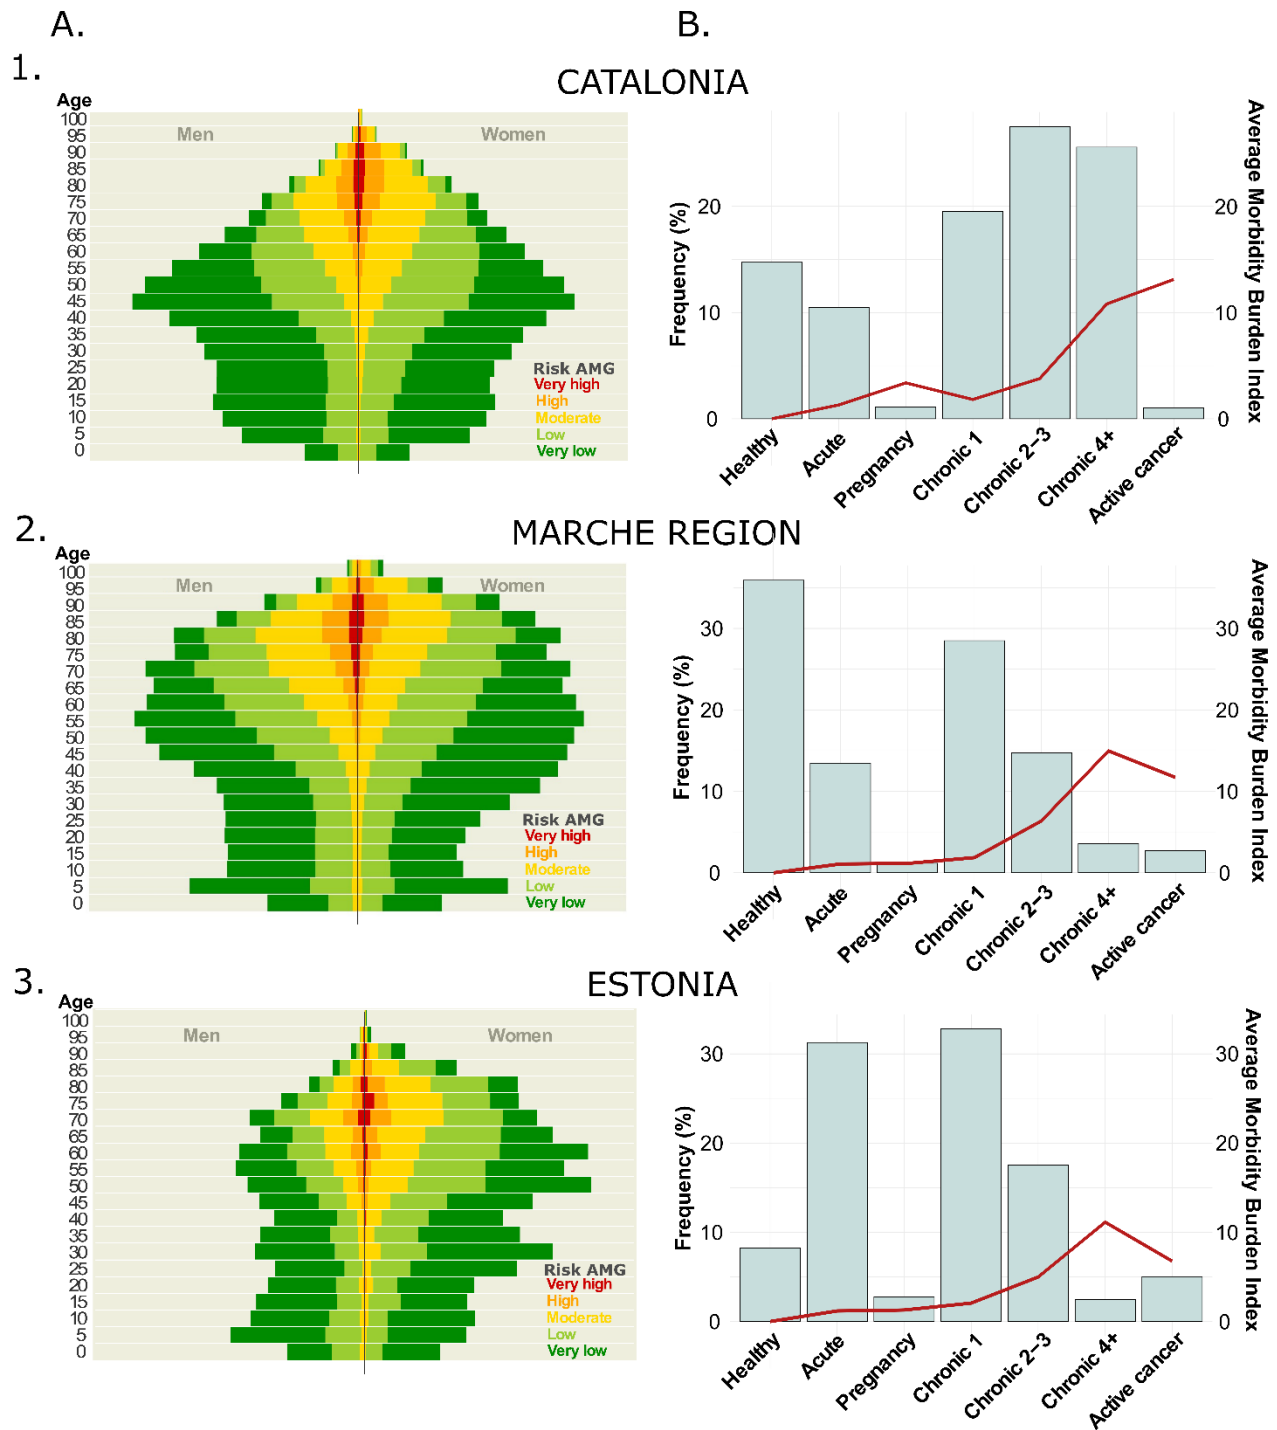 A.
B.
1.
CATALONIA
Age
Men
Women
100
95
90
85
80
75
70
65
60
55
50
45
40
35
30
25
20
15
10
5
0
Risk AMG
Very high
High
Moderate
Low
Very low
Frequency (%)
20
10
0
Average Morbidity Burden Index
20
10
0
Healthy
Acute
Pregnancy
Chronic 1
Chronic 2–3
Chronic 4+
Active cancer
2.
MARCHE REGION
Age
Men
Women
100
95
90
85
80
75
70
65
60
55
50
45
40
35
30
25
20
15
10
5
0
Risk AMG
Very high
High
Moderate
Low
Very low
Frequency (%)
30
20
10
0
Average Morbidity Burden Index
30
20
10
0
Healthy
Acute
Pregnancy
Chronic 1
Chronic 2–3
Chronic 4+
Active cancer
3.
ESTONIA
Age
Men
Women
100
95
90
85
80
75
70
65
60
55
50
45
40
35
30
25
20
15
10
5
0
Risk AMG
Very high
High
Moderate
Low
Very low
Frequency (%)
30
20
10
0
Average Morbidity Burden Index
30
20
10
0
Healthy
Acute
Pregnancy
Chronic 1
Chronic 2–3
Chronic 4+
Active cancer